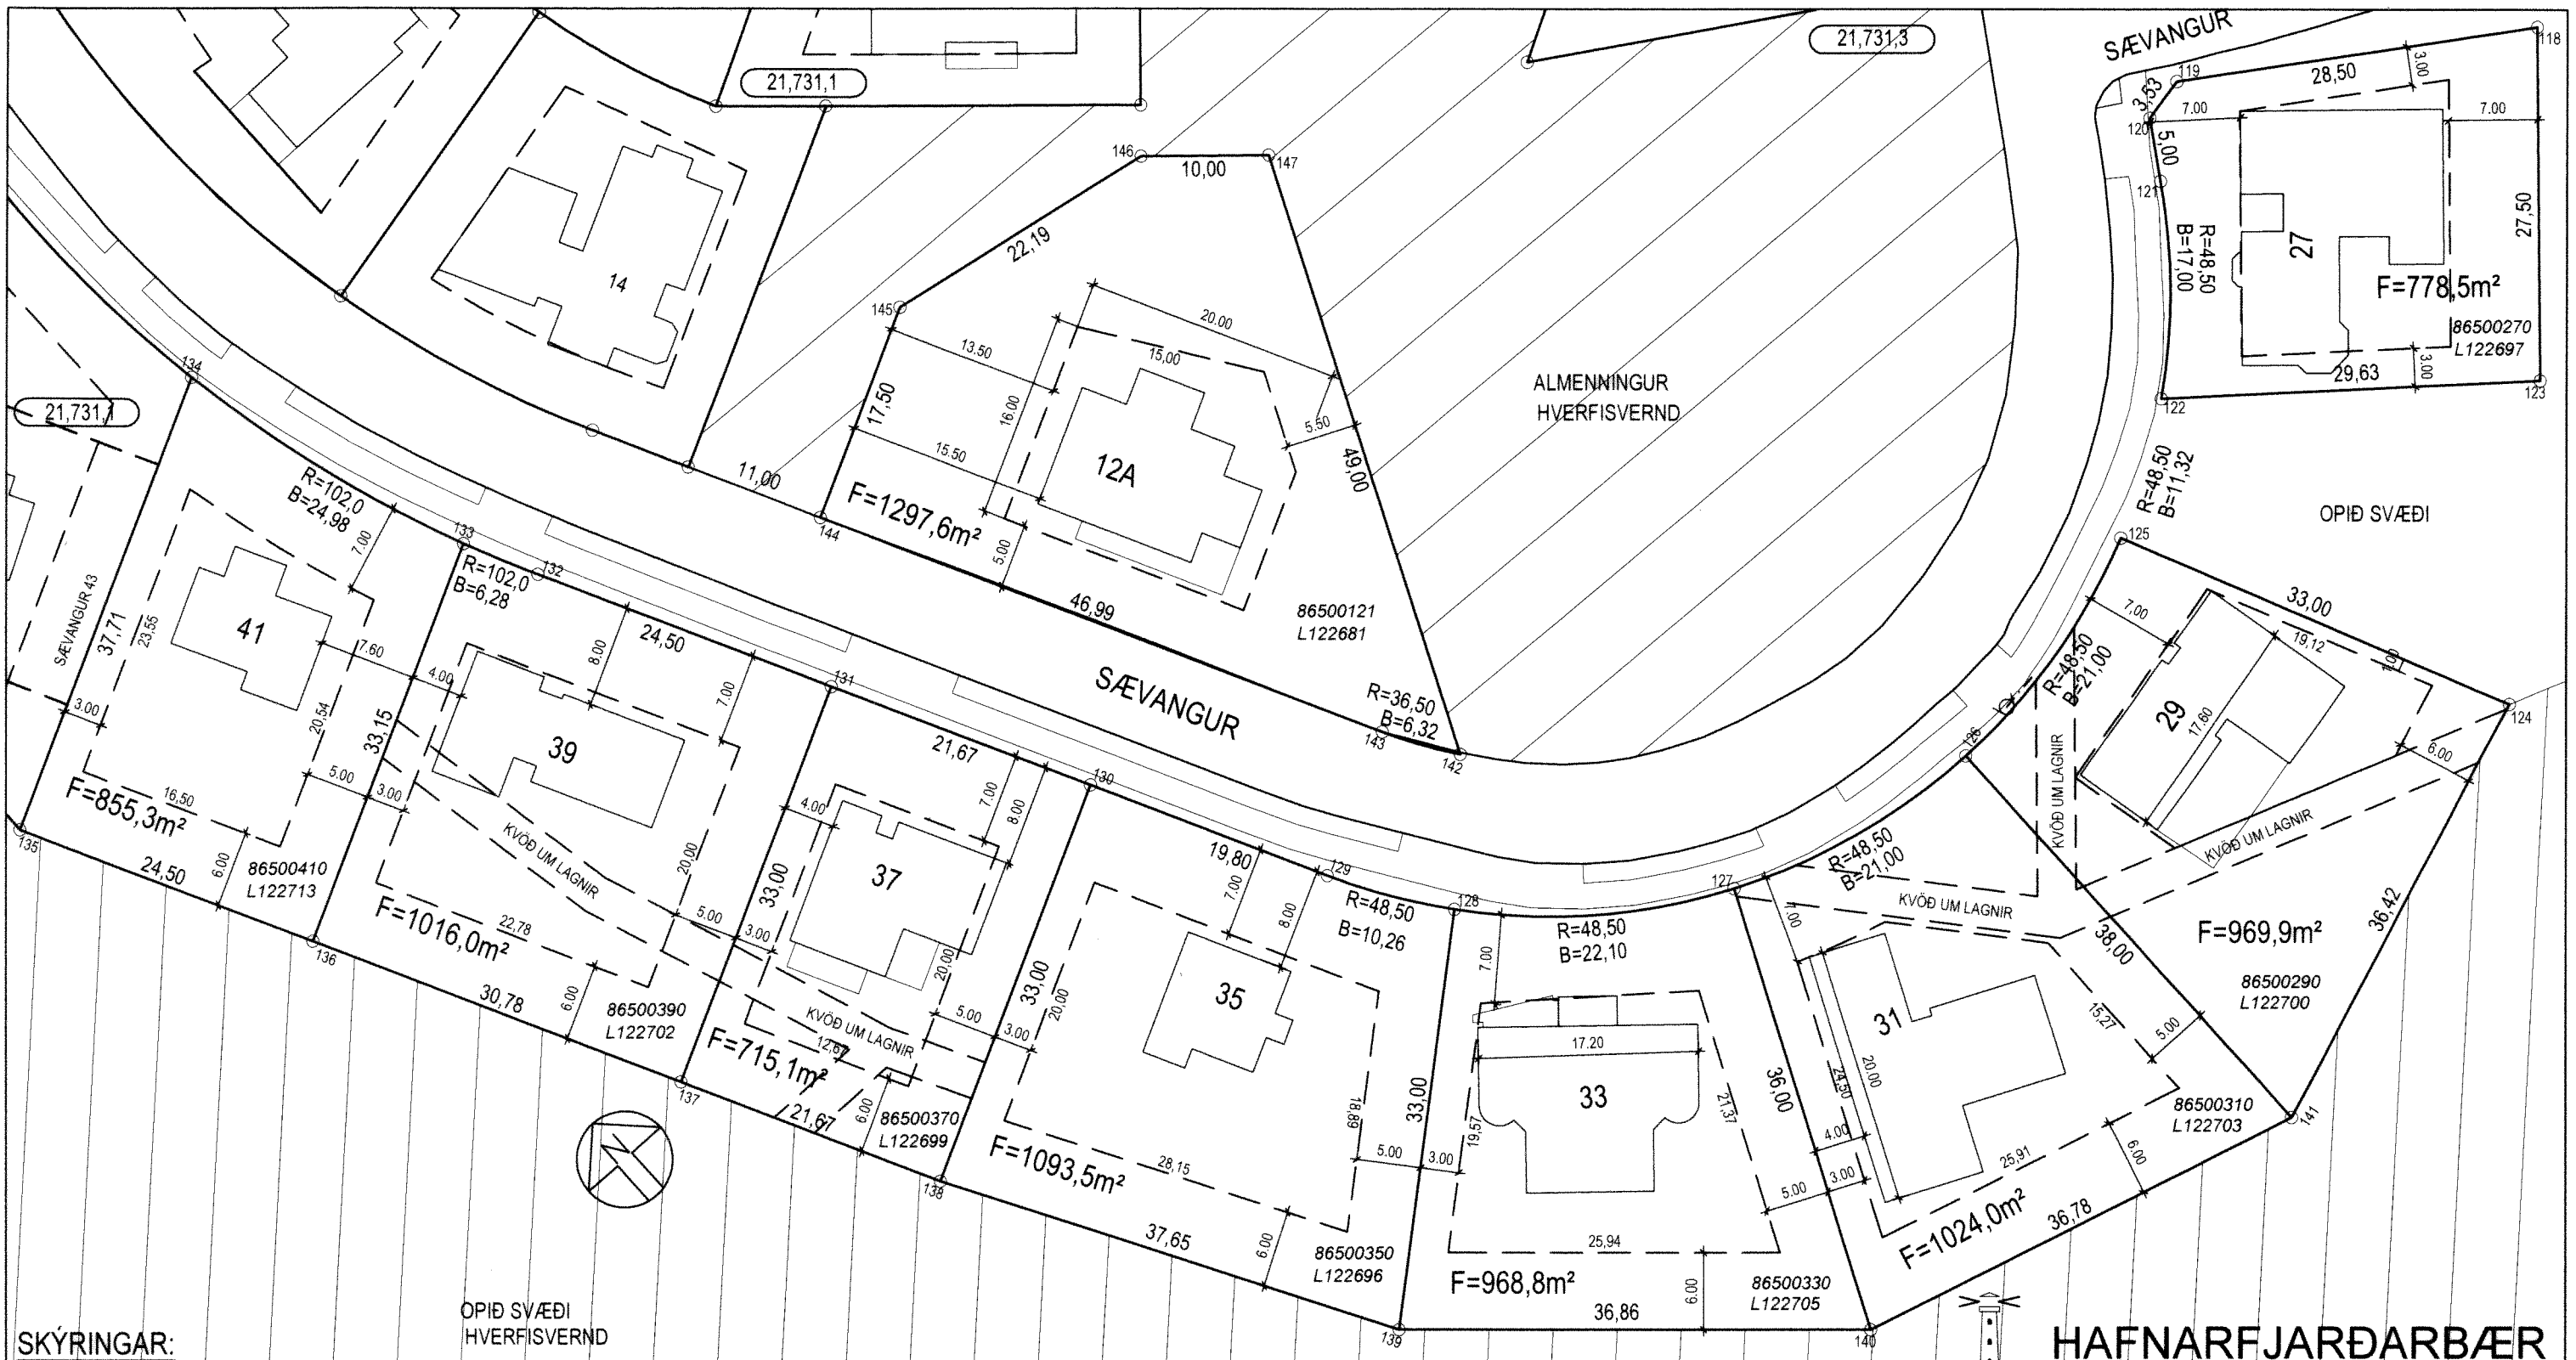 21,731,1
21,731,3
SÆVANGUR
118
119
28,50
3.00
3,53
7.00
7.00
120
5,00
121
R=48,50
B=17,00
27
27,50
F=778,5m²
86500270
L122697
3.00
29,63
122
123
146
10,00
147
22,19
14
145
20.00
13.50
15,00
17,50
16.00
5.50
15.50
12A
49,00
ALMENNINGUR
HVERFISVERND
134
21,731,1
11,00
144
F=1297,6m²
5.00
46,99
86500121
L122681
R=36,50
B=6,32
143
142
SÆVANGUR
R=48,50
B=11,32
OPIÐ SVÆÐI
125
33,00
7,00
19,12
R=48,50
B=21,00
29
17.60
124
6.00
126
KVÖÐ UM LAGNIR
KVÖÐ UM LAGNIR
36,42
F=969,9m²
86500290
L122700
38,00
SÆVANGUR 43
37,71
23,55
R=102,0
B=24,98
7.00
133
41
7.60
3.00
20,54
16,50
F=855,3m²
135
24,50
6.00
86500410
L122713
5.00
3.00
33,15
R=102,0
B=6,28
132
24,50
8.00
7.00
4.00
39
KVÖÐ UM LAGNIR
20,00
22,78
F=1016,0m²
136
30,78
6.00
86500390
L122702
131
21,67
7.00
8.00
4.00
37
33,00
5.00
3.00
20,00
KVÖÐ UM LAGNIR
12,67
F=715,1m²
137
21,67
6.00
86500370
L122699
130
19,80
7.00
8.00
129
R=48,50
B=10,26
35
33,00
20,00
5.00
3.00
18,89
28,15
F=1093,5m²
138
37,65
6.00
86500350
L122696
128
R=48,50
B=22,10
7.00
17.20
33
33,00
19,57
21,37
5.00
3.00
25,94
F=968,8m²
36,86
6.00
86500330
L122705
139
127
R=48,50
B=21,00
KVÖÐ UM LAGNIR
7.00
31
15,27
5.00
36,00
24,50
20.00
4.00
3.00
5.00
25,91
6.00
86500310
L122703
F=1024,0m²
36,78
140
141
OPIÐ SVÆÐI
HVERFISVERND
SKÝRINGAR:
HAFNARFJARÐARBÆR